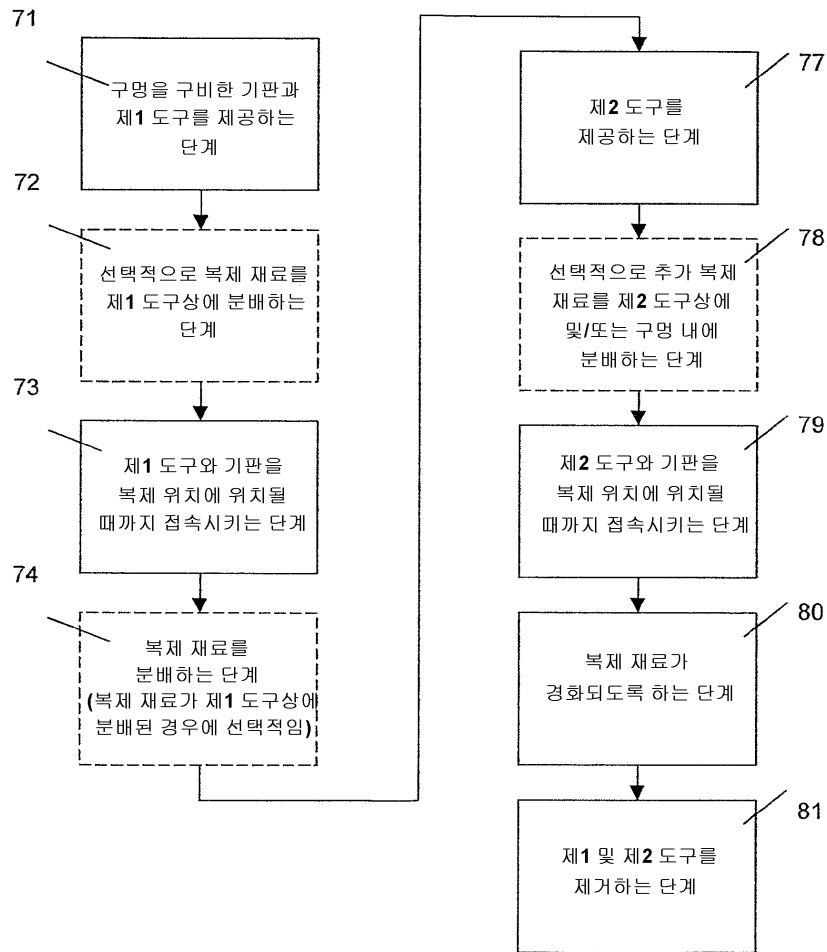 71
구멍을 구비한 기판과
제1 도구를 제공하는
단계
72
선택적으로 복제 재료를
제1 도구상에 분배하는
단계
73
제1 도구와 기판을
복제 위치에 위치될
때까지 접속시키는 단계
74
복제 재료를
분배하는 단계
(복제 재료가 제1 도구상에
분배된 경우에 선택적임)
77
제2 도구를
제공하는 단계
78
선택적으로 추가 복제
재료를 제2 도구상에
및/또는 구멍 내에
분배하는 단계
79
제2 도구와 기판을
복제 위치에 위치될
때까지 접속시키는 단계
80
복제 재료가
경화되도록 하는 단계
81
제1 및 제2 도구를
제거하는 단계